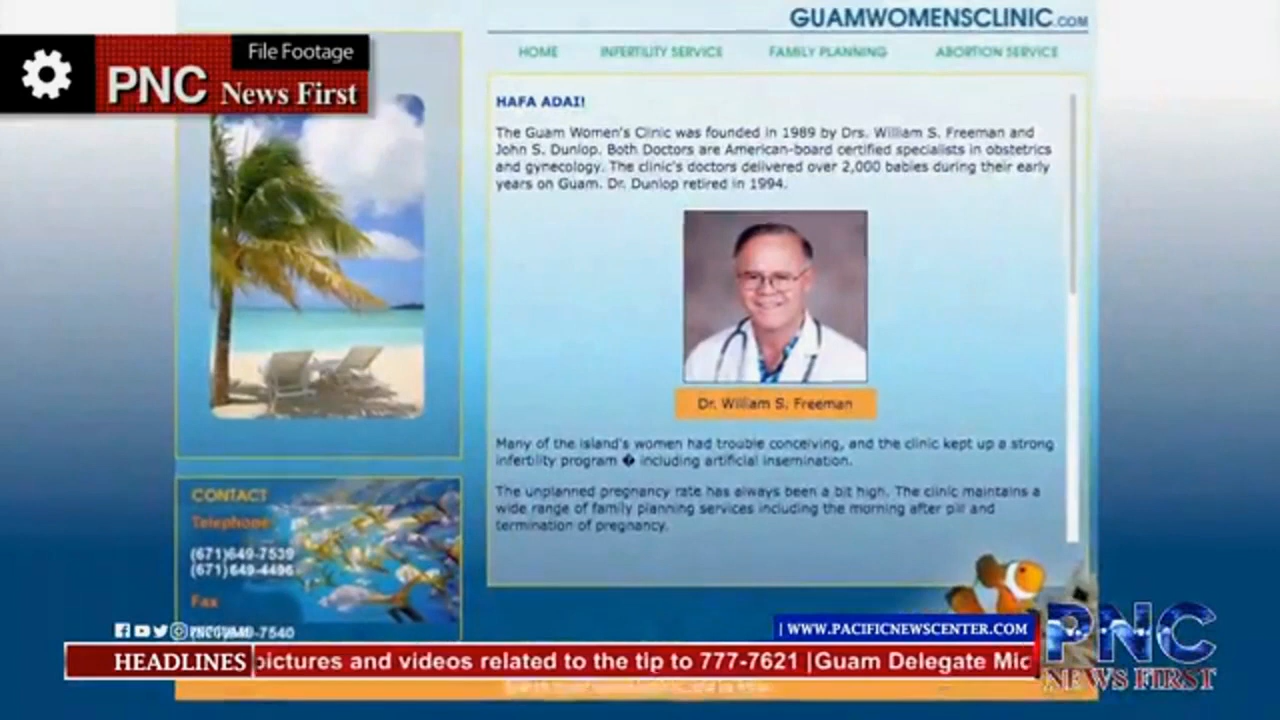 GUAMWOMENSCLINIC.COM
File Footage
PNC News First
HOME INFERTILITY SERVICE FAMILY PLANNING ABORTION SERVICE
HAFA ADAI!
The Guam Women's Clinic was founded in 1989 by Drs. William S. Freeman and
John S. Dunlop. Both Doctors are American-board certified specialists in obstetrics
and gynecology. The clinic's doctors delivered over 2,000 babies during their early
years on Guam. Dr. Dunlop retired in 1994.
Dr. William S. Freeman
Many of the island's women had trouble conceiving, and the clinic kept up a strong
infertility program � including artificial insemination.
The unplanned pregnancy rate has always been a bit high. The clinic maintains a
wide range of family planning services including the morning after pill and
termination of pregnancy.
CONTACT
Telephone:
(671)649-7539
(671)649-4496
Fax
-7540
| WWW.PACIFICNEWSCENTER.COM
HEADLINES pictures and videos related to the tip to 777-7621 |Guam Delegate Mic
PNC
NEWS FIRST